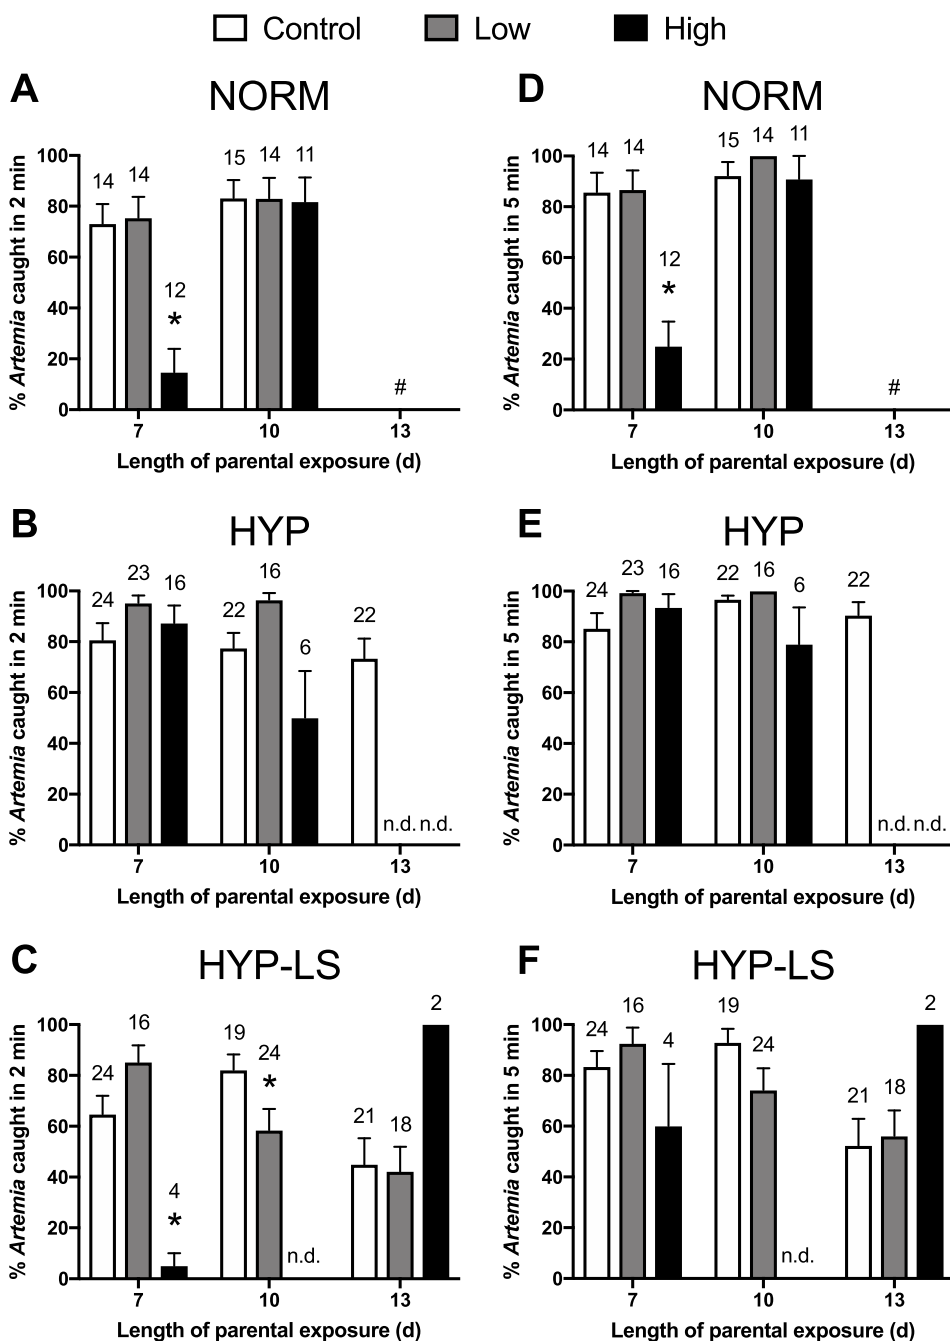 Control Low High
A NORM
% Artemia caught in 2 min
100
80
60
40
20
0
14 14 12 *
15 14 11
#
7 10 13
Length of parental exposure (d)
D NORM
% Artemia caught in 5 min
100
80
60
40
20
0
14 14 12 *
15 14 11
#
7 10 13
Length of parental exposure (d)
B HYP
% Artemia caught in 2 min
100
80
60
40
20
0
24 23 16
22 16 6
22 n.d. n.d.
7 10 13
Length of parental exposure (d)
E HYP
% Artemia caught in 5 min
100
80
60
40
20
0
24 23 16
22 16 6
22 n.d. n.d.
7 10 13
Length of parental exposure (d)
C HYP-LS
% Artemia caught in 2 min
100
80
60
40
20
0
24 16 4 *
19 24 * n.d.
21 18 2
7 10 13
Length of parental exposure (d)
F HYP-LS
% Artemia caught in 5 min
100
80
60
40
20
0
24 16 4
19 24 n.d.
21 18 2
7 10 13
Length of parental exposure (d)